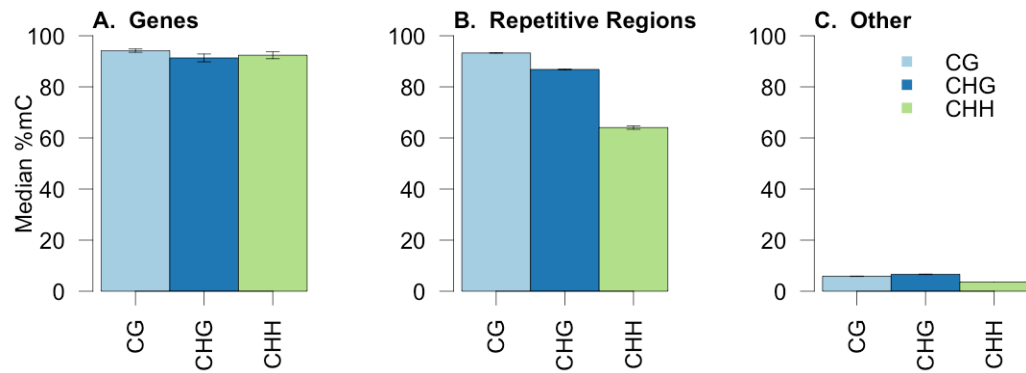 A. Genes
B. Repetitive Regions
C. Other
Median %mC
100
80
60
40
20
0
CG
CHG
CHH
100
80
60
40
20
0
CG
CHG
CHH
100
80
60
40
20
0
CG
CHG
CHH
CG
CHG
CHH